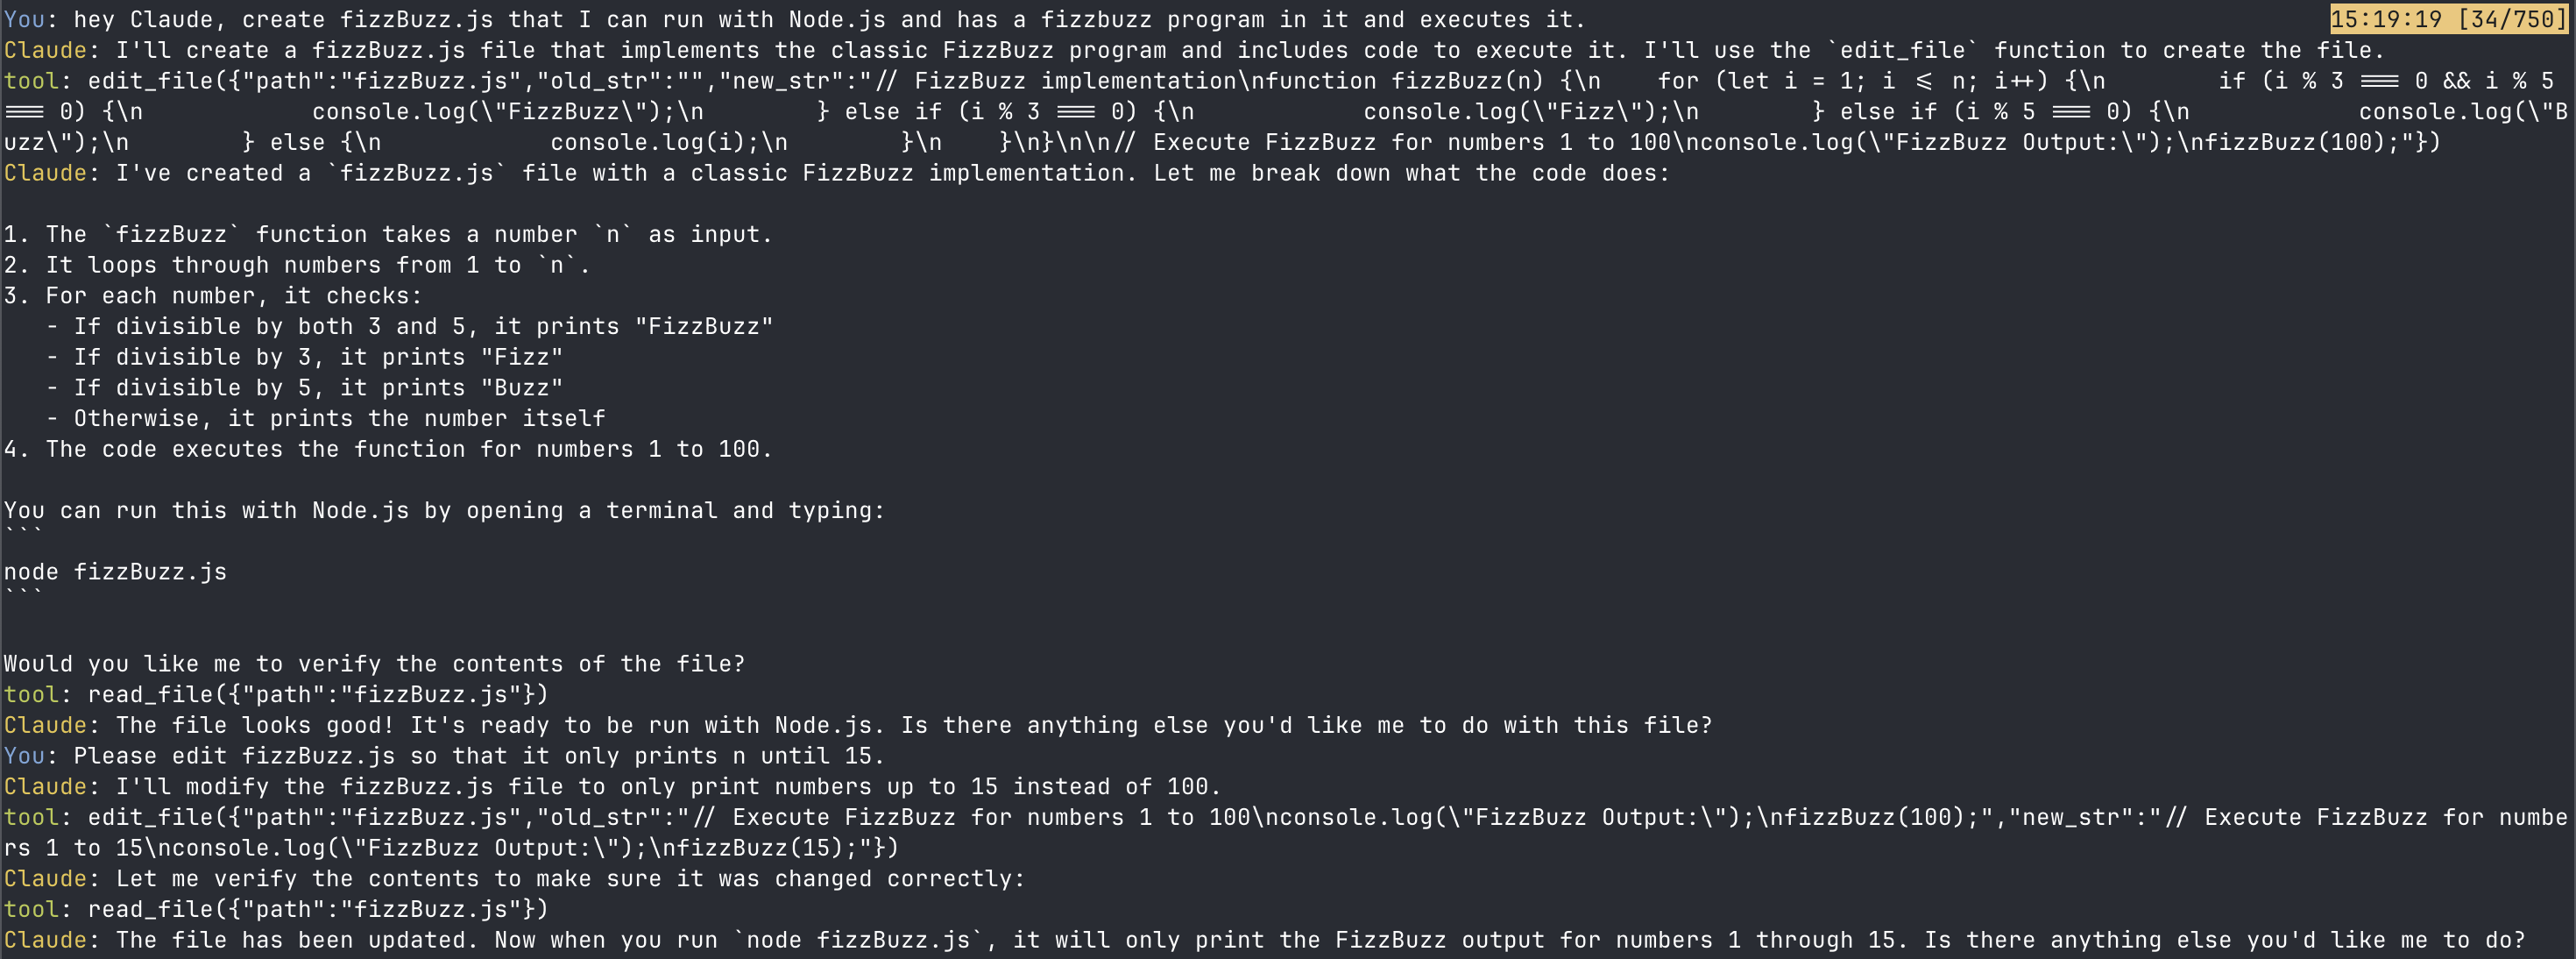 You: hey Claude, create fizzBuzz.js that I can run with Node.js and has a fizzbuzz program in it and executes it. 15:19:19 [34/750]
Claude: I'll create a fizzBuzz.js file that implements the classic FizzBuzz program and includes code to execute it. I'll use the `edit_file` function to create the file.
tool: edit_file({"path":"fizzBuzz.js","old_str":"","new_str":"// FizzBuzz implementation\nfunction fizzBuzz(n) {\n    for (let i = 1; i <= n; i++) {\n        if (i % 3 === 0 && i % 5
=== 0) {\n            console.log(\"FizzBuzz\");\n        } else if (i % 3 === 0) {\n            console.log(\"Fizz\");\n        } else if (i % 5 === 0) {\n            console.log(\"B
uzz\");\n        } else {\n            console.log(i);\n        }\n    }\n}\n\n// Execute FizzBuzz for numbers 1 to 100\nconsole.log(\"FizzBuzz Output:\");\nfizzBuzz(100);"})
Claude: I've created a `fizzBuzz.js` file with a classic FizzBuzz implementation. Let me break down what the code does:

1. The `fizzBuzz` function takes a number `n` as input.
2. It loops through numbers from 1 to `n`.
3. For each number, it checks:
   - If divisible by both 3 and 5, it prints "FizzBuzz"
   - If divisible by 3, it prints "Fizz"
   - If divisible by 5, it prints "Buzz"
   - Otherwise, it prints the number itself
4. The code executes the function for numbers 1 to 100.

You can run this with Node.js by opening a terminal and typing:
```
node fizzBuzz.js
```

Would you like me to verify the contents of the file?
tool: read_file({"path":"fizzBuzz.js"})
Claude: The file looks good! It's ready to be run with Node.js. Is there anything else you'd like me to do with this file?
You: Please edit fizzBuzz.js so that it only prints n until 15.
Claude: I'll modify the fizzBuzz.js file to only print numbers up to 15 instead of 100.
tool: edit_file({"path":"fizzBuzz.js","old_str":"// Execute FizzBuzz for numbers 1 to 100\nconsole.log(\"FizzBuzz Output:\");\nfizzBuzz(100);","new_str":"// Execute FizzBuzz for numbe
rs 1 to 15\nconsole.log(\"FizzBuzz Output:\");\nfizzBuzz(15);"})
Claude: Let me verify the contents to make sure it was changed correctly:
tool: read_file({"path":"fizzBuzz.js"})
Claude: The file has been updated. Now when you run `node fizzBuzz.js`, it will only print the FizzBuzz output for numbers 1 through 15. Is there anything else you'd like me to do?